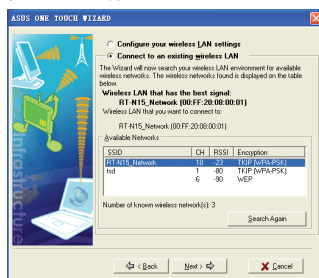 ASUS ONE TOUCH WIZARD
Configure your wireless LAN settings
Connect to an existing wireless LAN
The Wizard will now search your wireless LAN environment for available
wireless networks. The wireless networks found is displayed on the table
below.
Wireless LAN that has the best signal:
RT-N15_Network (00:FF:20:08:00:01)
Wireless LAN that you want to connect to:
RT-N15_Network (00:FF:20:08:00:01)
Available Networks
SSID CH RSSI Encryption
RT-N15_Network 10 -23 TKIP (WPA-PSK)
tsd 1 -80 TKIP (WPA-PSK)
6 -90 WEP
Number of known wireless network(s): 3
Search Again
< Back Next > Cancel
Infrastructure